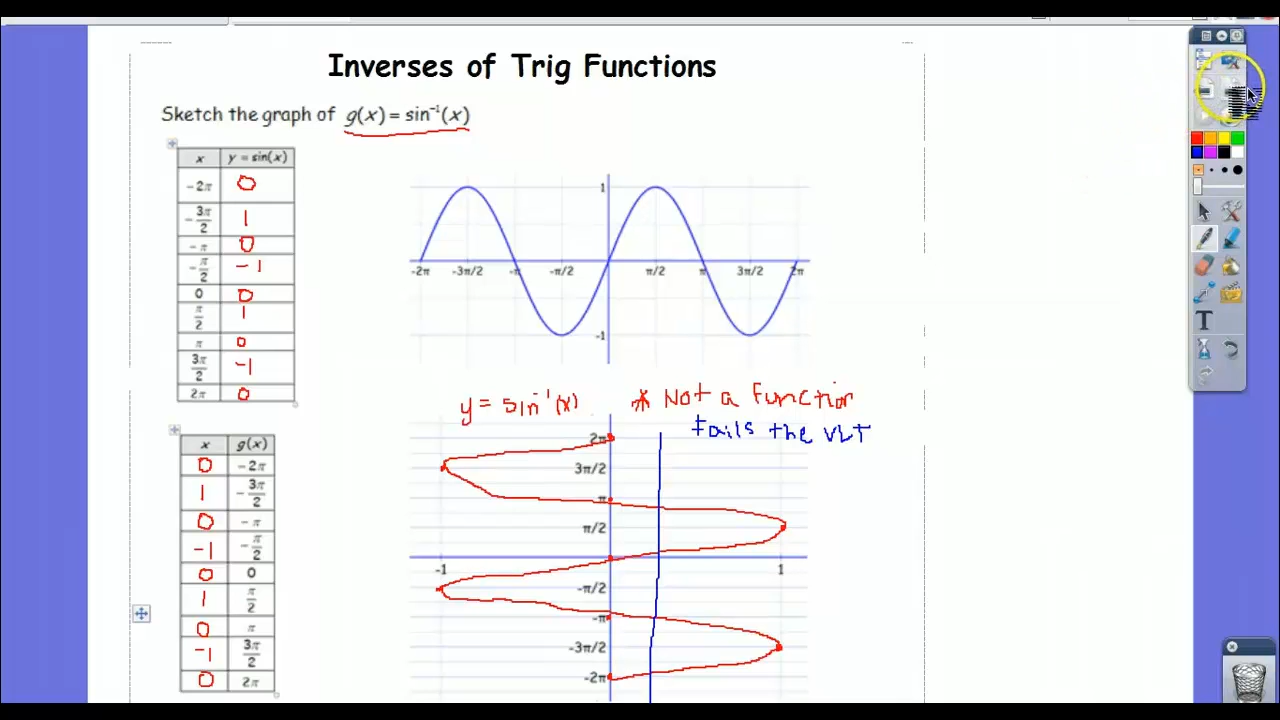 Inverses of Trig Functions
Sketch the graph of g(x) = sin⁻¹(x)
x y = sin(x)
-2π 0
-3π/2 1
-π 0
-π/2 -1
0 0
π/2 1
π 0
3π/2 -1
2π 0
1
-2π -3π/2 -π -π/2 π/2 π 3π/2 2π
-1
y = sin⁻¹(x) * Not a Function
fails the VLT
x g(x)
0 -2π
1 -3π/2
0 -π
-1 -π/2
0 0
1 π/2
0 π
-1 3π/2
0 2π
2π
3π/2
π
π/2
-1 1
-π/2
-π
-3π/2
-2π
T